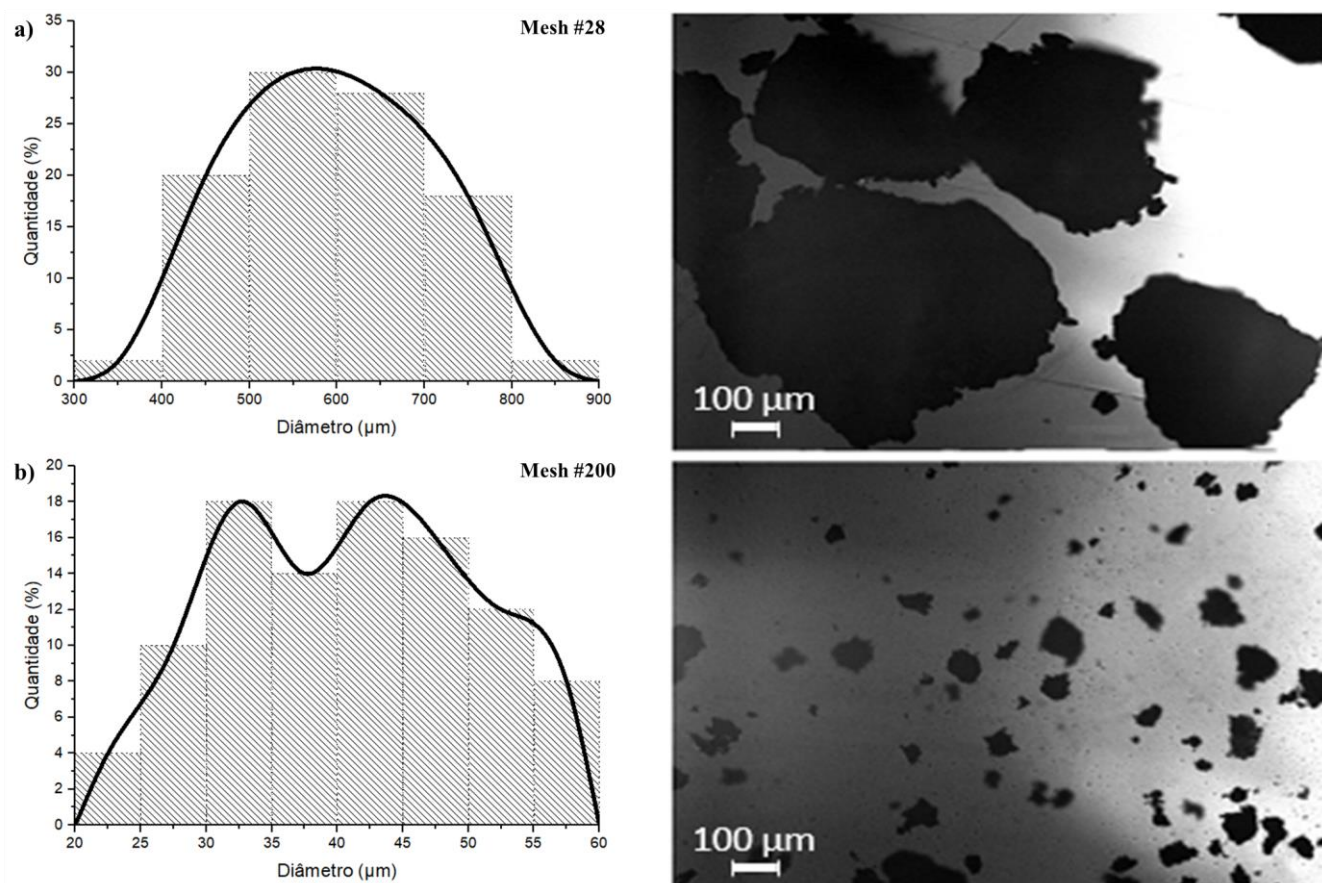 a)
Mesh #28
35
30
25
20
15
10
5
0
Quantidade (%)
300 400 500 600 700 800 900
Diâmetro (µm)
100 µm
b)
Mesh #200
20
18
16
14
12
10
8
6
4
2
0
Quantidade (%)
20 25 30 35 40 45 50 55 60
Diâmetro (µm)
100 µm